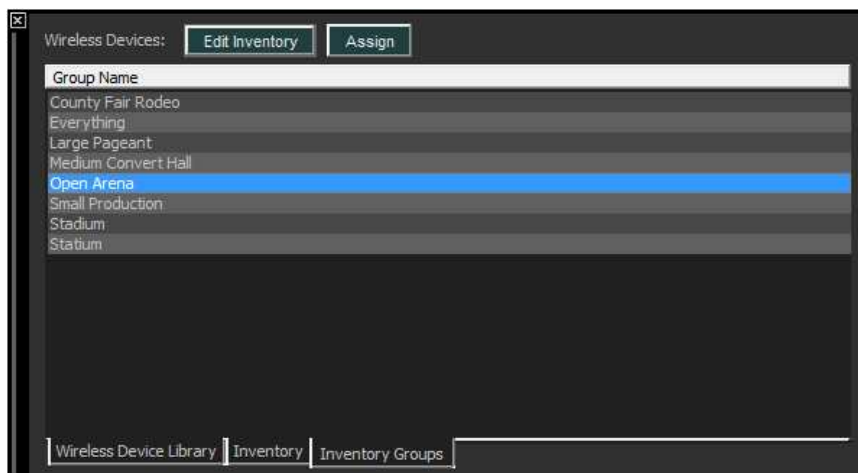 Wireless Devices: Edit Inventory Assign
Group Name
County Fair Rodeo
Everything
Large Pageant
Medium Convert Hall
Open Arena
Small Production
Stadium
Statium
Wireless Device Library Inventory Inventory Groups